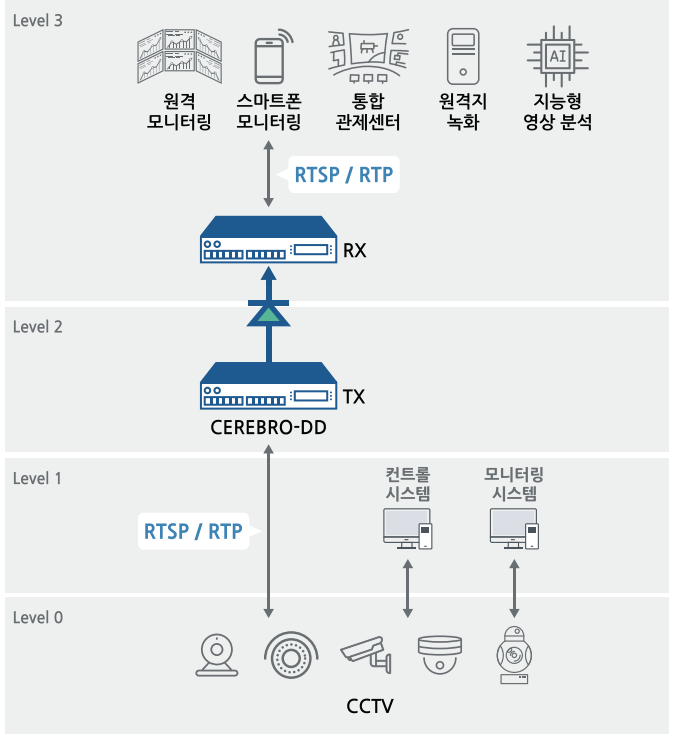 Level 3
원격
모니터링
스마트폰
모니터링
통합
관제센터
원격지
녹화
AI
지능형
영상 분석
RTSP / RTP
RX
Level 2
TX
CEREBRO-DD
Level 1
컨트롤
시스템
모니터링
시스템
RTSP / RTP
Level 0
CCTV